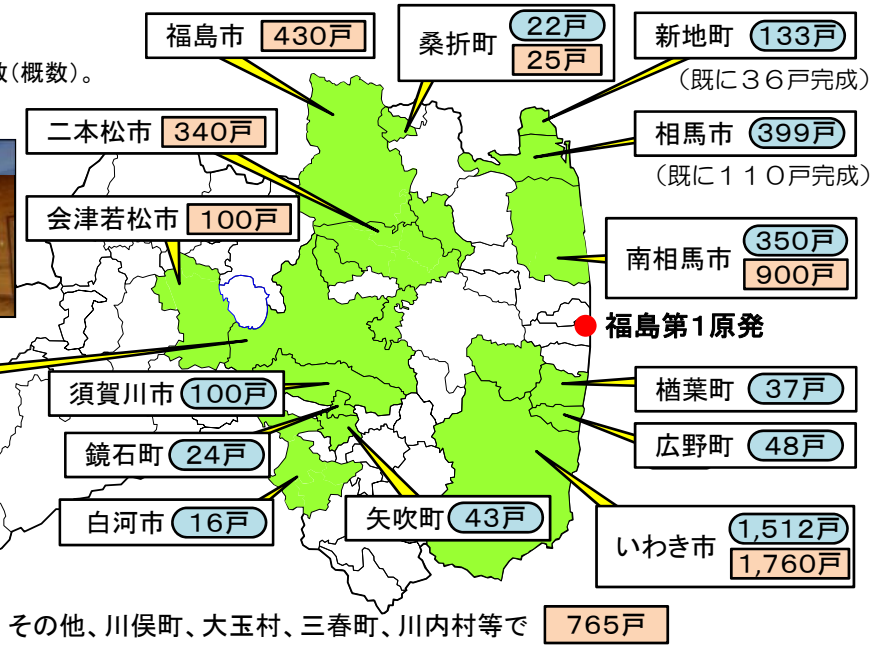 福島市 430戸
桑折町 22戸
25戸
新地町 133戸
(既に36戸完成)
数(概数)。
二本松市 340戸
相馬市 399戸
(既に110戸完成)
会津若松市 100戸
南相馬市 350戸
900戸
福島第1原発
須賀川市 100戸
楢葉町 37戸
鏡石町 24戸
広野町 48戸
白河市 16戸
矢吹町 43戸
いわき市 1,512戸
1,760戸
その他、川俣町、大玉村、三春町、川内村等で 765戸